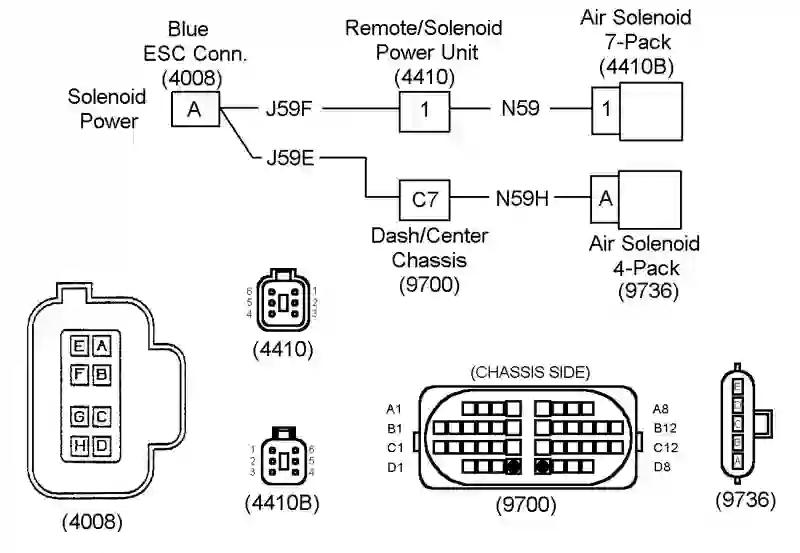 Blue
ESC Conn.
(4008)
Remote/Solenoid
Power Unit
(4410)
Air Solenoid
7-Pack
(4410B)
Solenoid
Power
A
J59F
1
N59
1
J59E
C7
N59H
A
Dash/Center
Chassis
(9700)
Air Solenoid
4-Pack
(9736)
6 1
5 2
4 3
(4410)
E A
F B
G C
H D
(4008)
1 6
2 5
3 4
(4410B)
(CHASSIS SIDE)
A1 A8
B1 B12
C1 C12
D1 D8
(9700)
E
D
C
B
A
(9736)